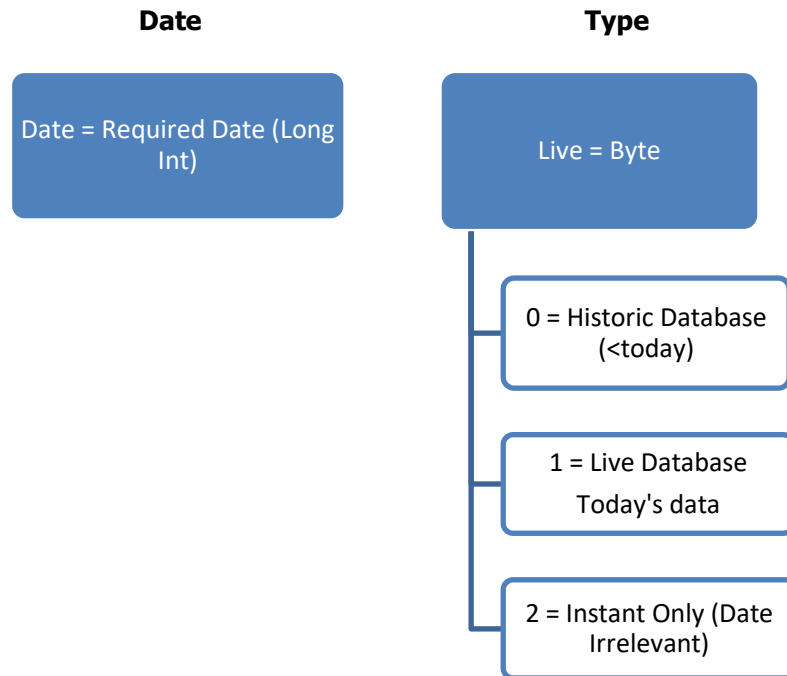 Date
Type
Date = Required Date (Long
Int)
Live = Byte
0 = Historic Database
(<today)
1 = Live Database
Today's data
2 = Instant Only (Date
Irrelevant)